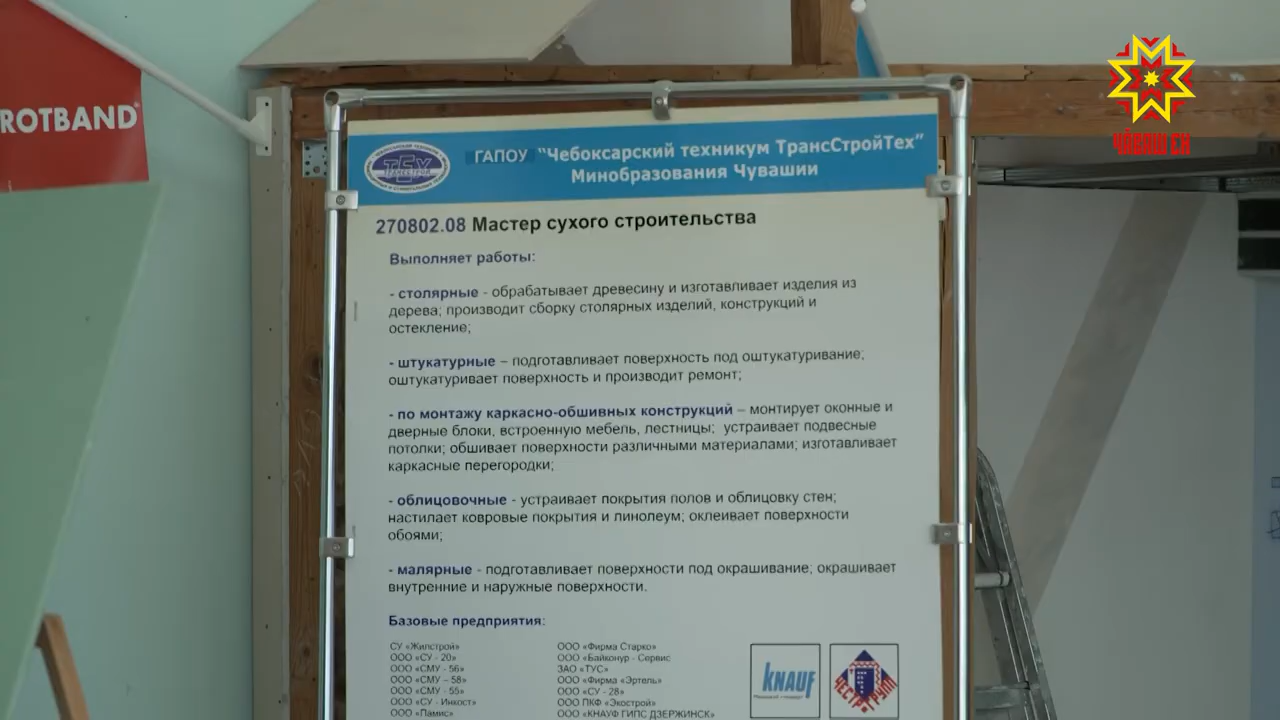 ROTBAND
ЧӐВАШ ЕН
ТСУ
ТРАНССТРОЙ
ГАПОУ “Чебоксарский техникум ТрансСтройТех”
Минобразования Чувашии
270802.08 Мастер сухого строительства
Выполняет работы:
- столярные - обрабатывает древесину и изготавливает изделия из
дерева; производит сборку столярных изделий, конструкций и
остекление;
- штукатурные – подготавливает поверхность под оштукатуривание;
оштукатуривает поверхность и производит ремонт;
- по монтажу каркасно-обшивных конструкций – монтирует оконные и
дверные блоки, встроенную мебель, лестницы; устраивает подвесные
потолки; обшивает поверхности различными материалами; изготавливает
каркасные перегородки;
- облицовочные - устраивает покрытия полов и облицовку стен;
настилает ковровые покрытия и линолеум; оклеивает поверхности
обоями;
- малярные - подготавливает поверхности под окрашивание; окрашивает
внутренние и наружные поверхности.
Базовые предприятия:
СУ «Жилстрой»
ООО «СУ - 20»
ООО «СМУ - 56»
ООО «СМУ – 58»
ООО «СМУ - 55»
ООО «СУ - Инкост»
ООО «Памис»
ООО «Фирма Старко»
ООО «Байконур - Сервис
ЗАО «ТУС»
ООО «Фирма «Эртель»
ООО «СУ - 28»
ООО ПКФ «Экострой»
ООО «КНАУФ ГИПС ДЗЕРЖИНСК»
KNAUF